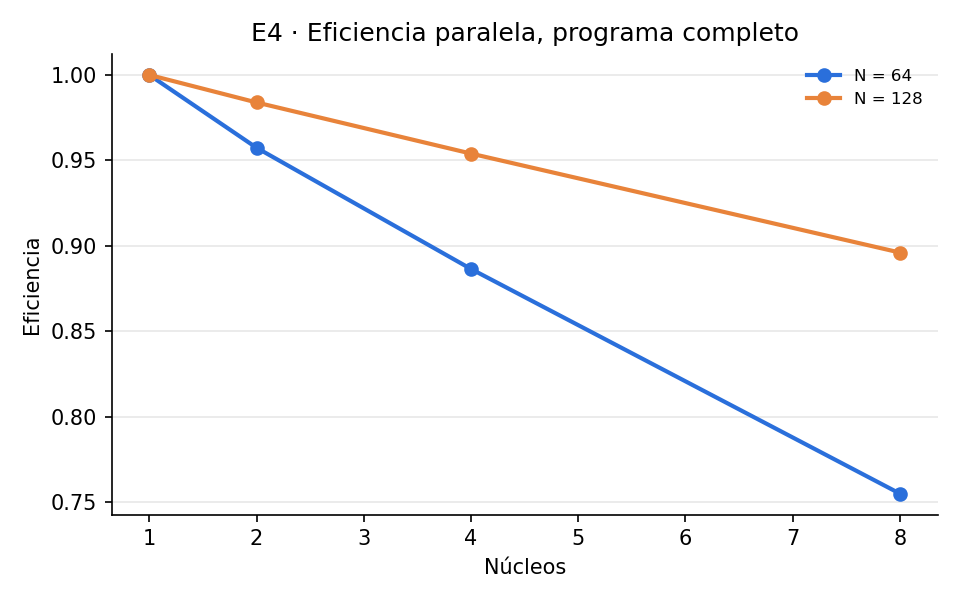 E4 · Eficiencia paralela, programa completo
N = 64
N = 128
1.00
0.95
0.90
0.85
0.80
0.75
Eficiencia
1 2 3 4 5 6 7 8
Núcleos